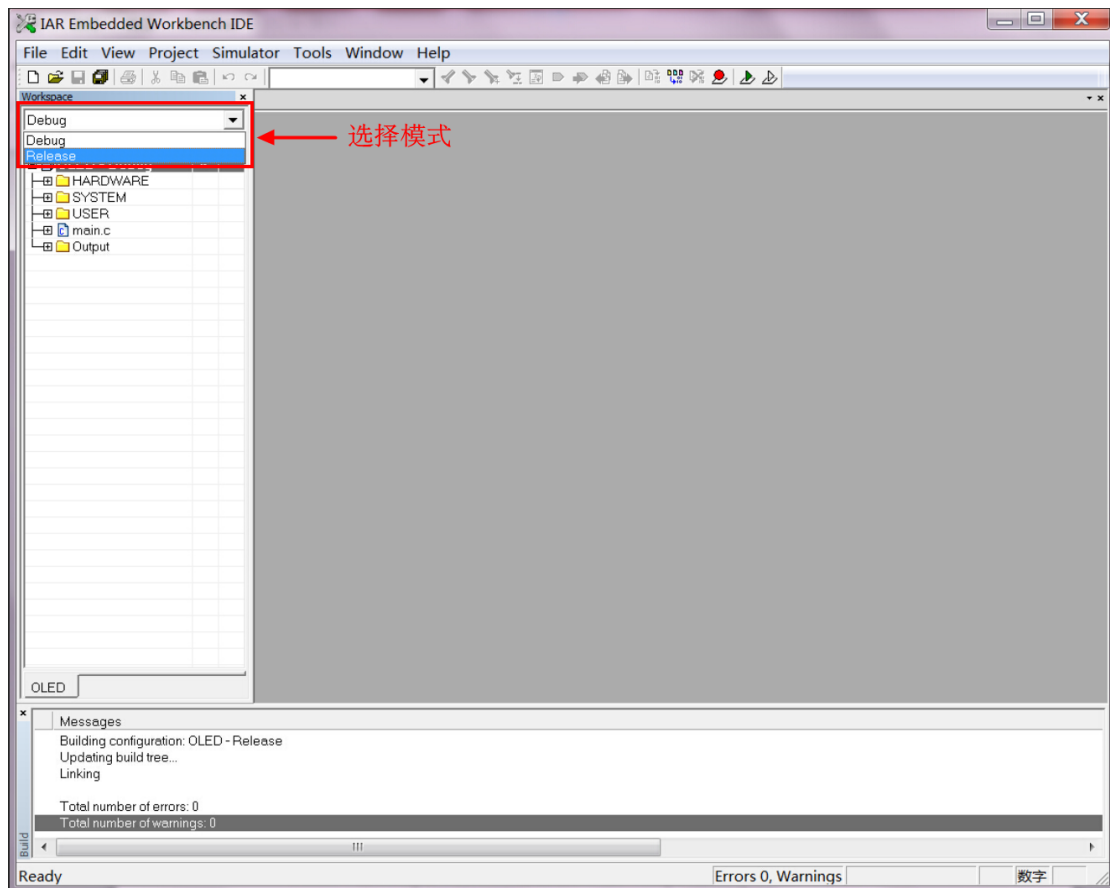 IAR Embedded Workbench IDE
File Edit View Project Simulator Tools Window Help
Workspace
Debug
Debug
Release
选择模式
HARDWARE
SYSTEM
USER
main.c
Output
OLED
Messages
Building configuration: OLED - Release
Updating build tree...
Linking
Total number of errors: 0
Total number of warnings: 0
Build
Ready
Errors 0, Warnings
数字